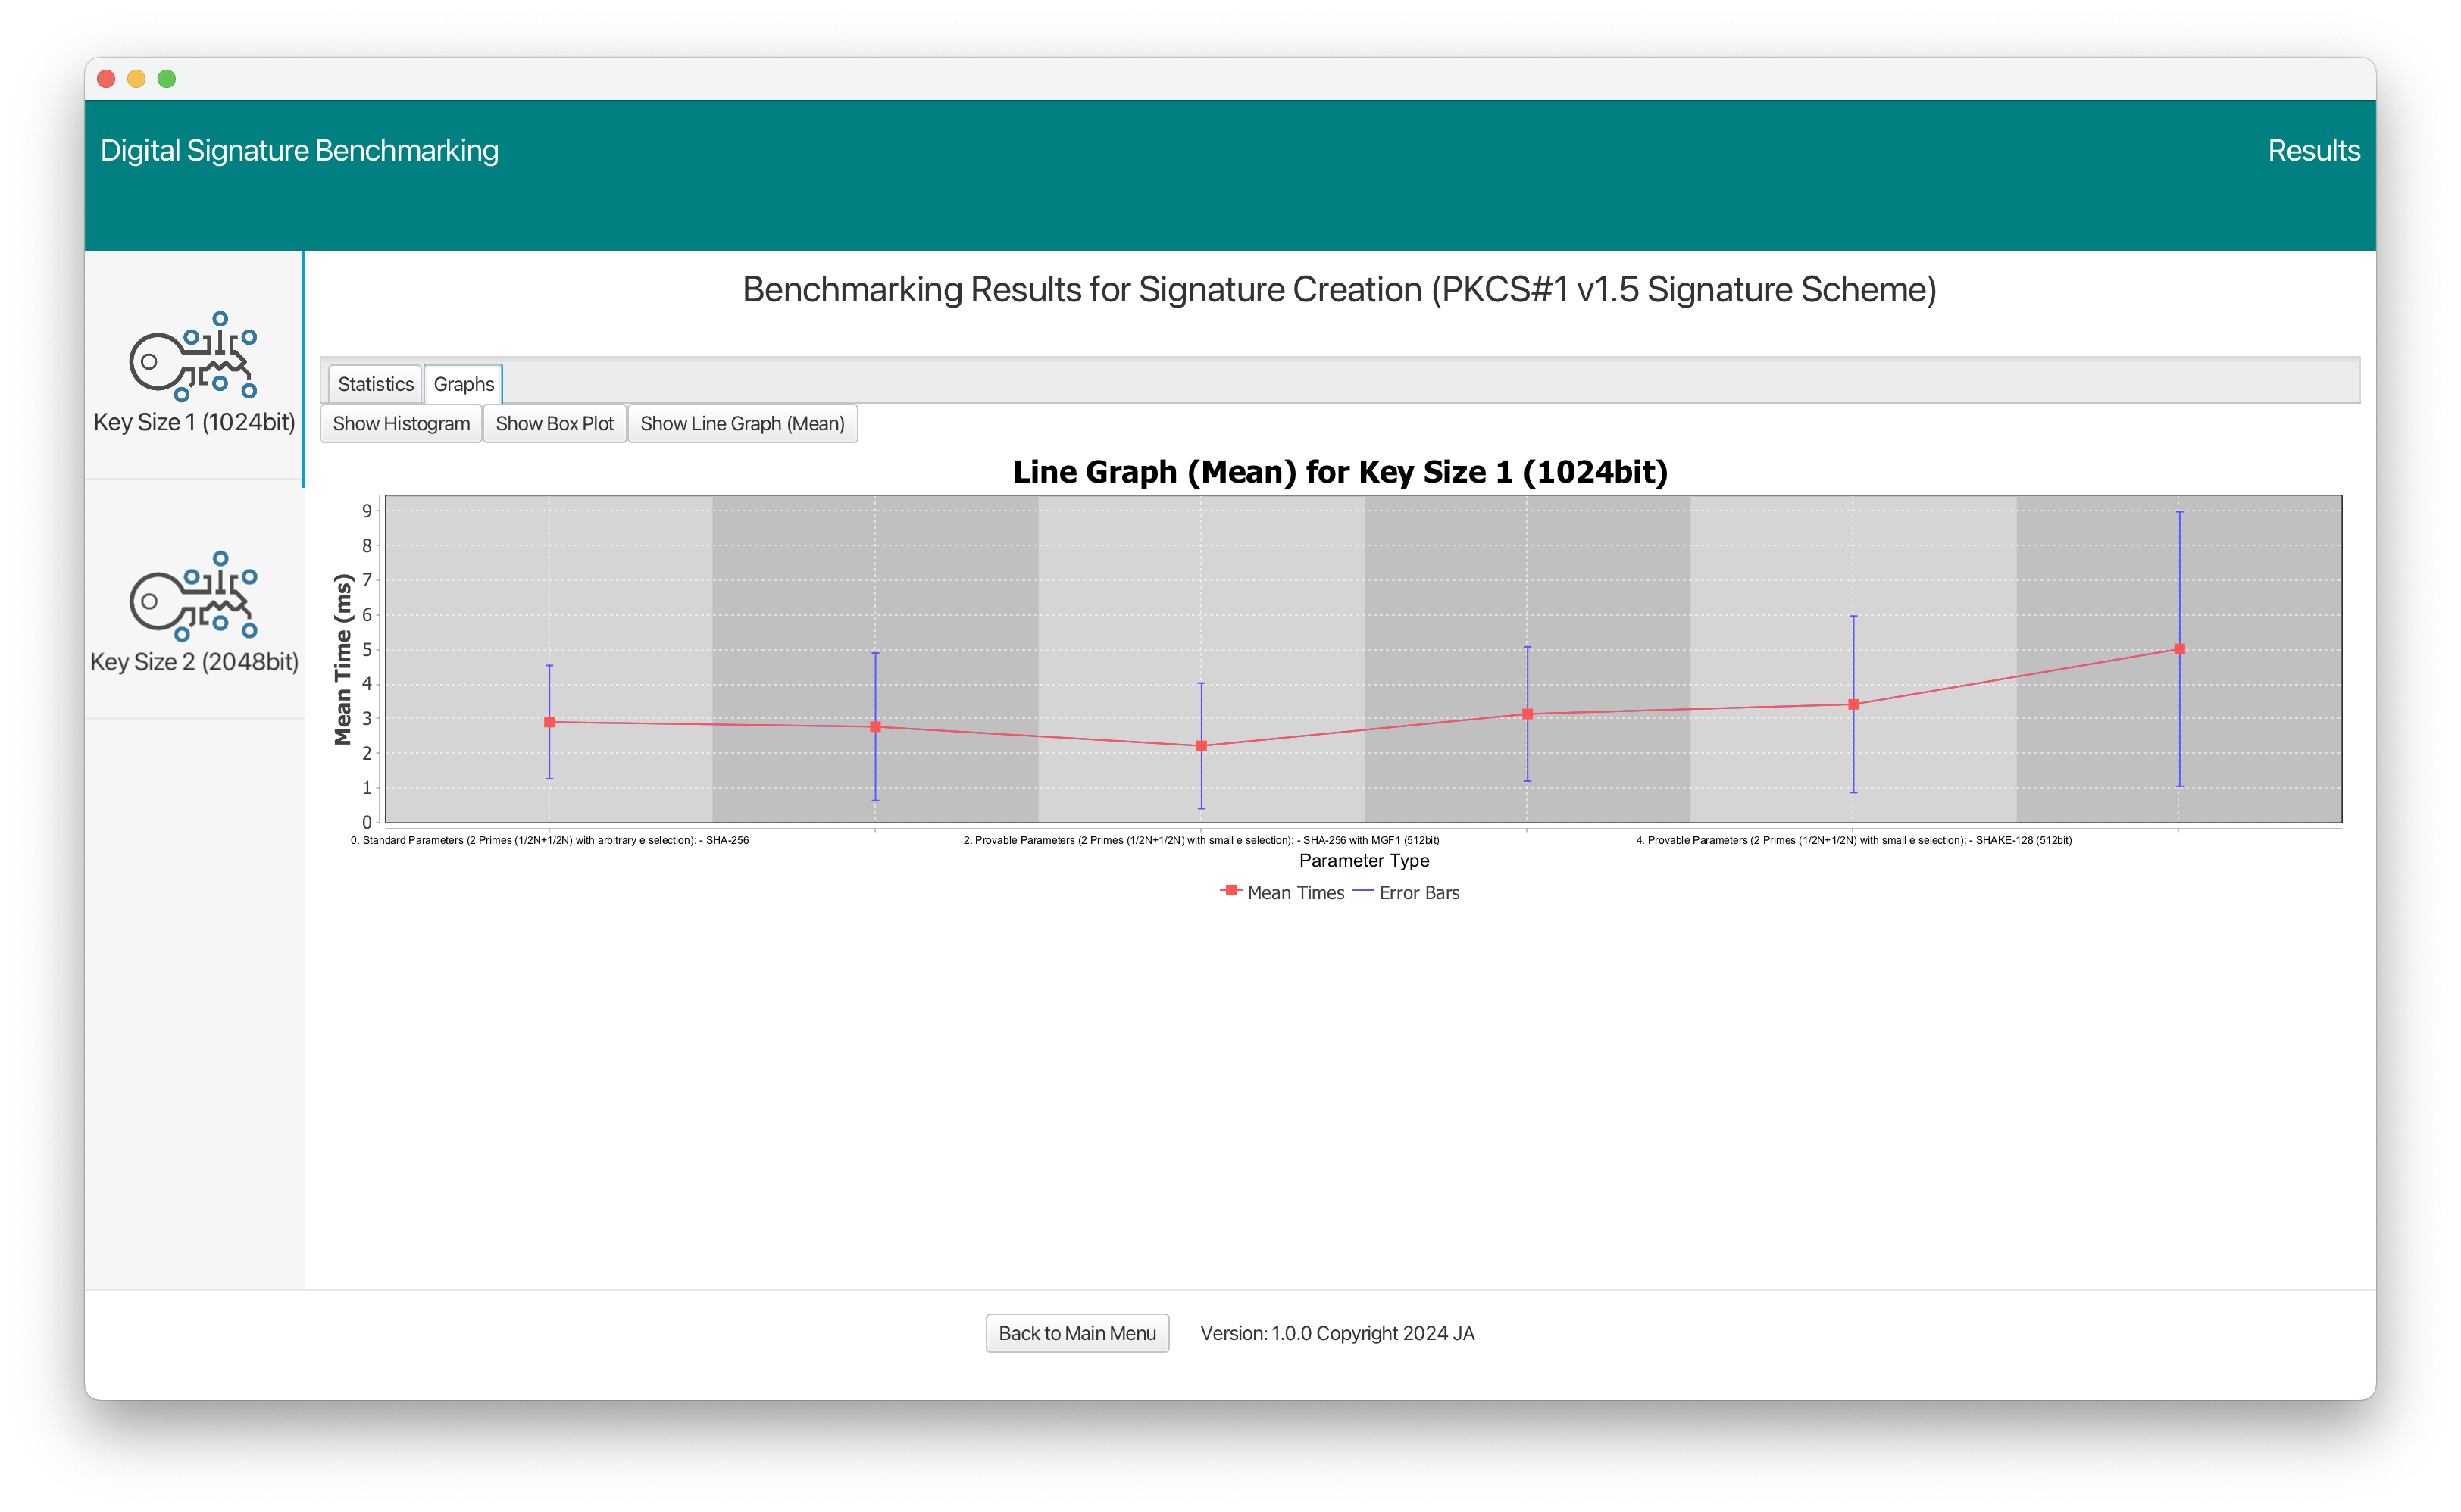 Digital Signature Benchmarking
Results
Key Size 1 (1024bit)
Key Size 2 (2048bit)
Benchmarking Results for Signature Creation (PKCS#1 v1.5 Signature Scheme)
Statistics
Graphs
Show Histogram
Show Box Plot
Show Line Graph (Mean)
Line Graph (Mean) for Key Size 1 (1024bit)
Mean Time (ms)
9
8
7
6
5
4
3
2
1
0
0. Standard Parameters (2 Primes (1/2N+1/2N) with arbitrary e selection): - SHA-256
2. Provable Parameters (2 Primes (1/2N+1/2N) with small e selection): - SHA-256 with MGF1 (512bit)
4. Provable Parameters (2 Primes (1/2N+1/2N) with small e selection): - SHAKE-128 (512bit)
Parameter Type
Mean Times
Error Bars
Back to Main Menu
Version: 1.0.0 Copyright 2024 JA